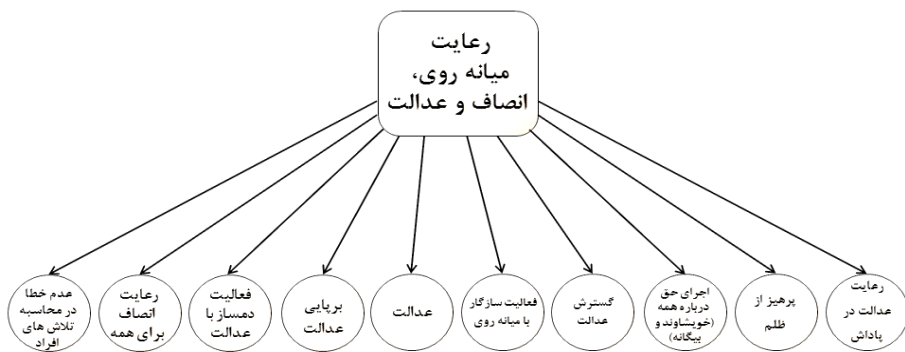 رعایت
میانه روی،
انصاف و عدالت
رعایت
عدالت در
پاداش
پرهیز از
ظلم
اجرای حق
درباره همه
(خویشاوند و
بیگانه)
گسترش
عدالت
فعالیت سازگار
با میانه روی
عدالت
برپایی
عدالت
فعالیت
دمساز با
عدالت
رعایت
انصاف
برای همه
عدم خطا
در محاسبه
تلاش های
افراد